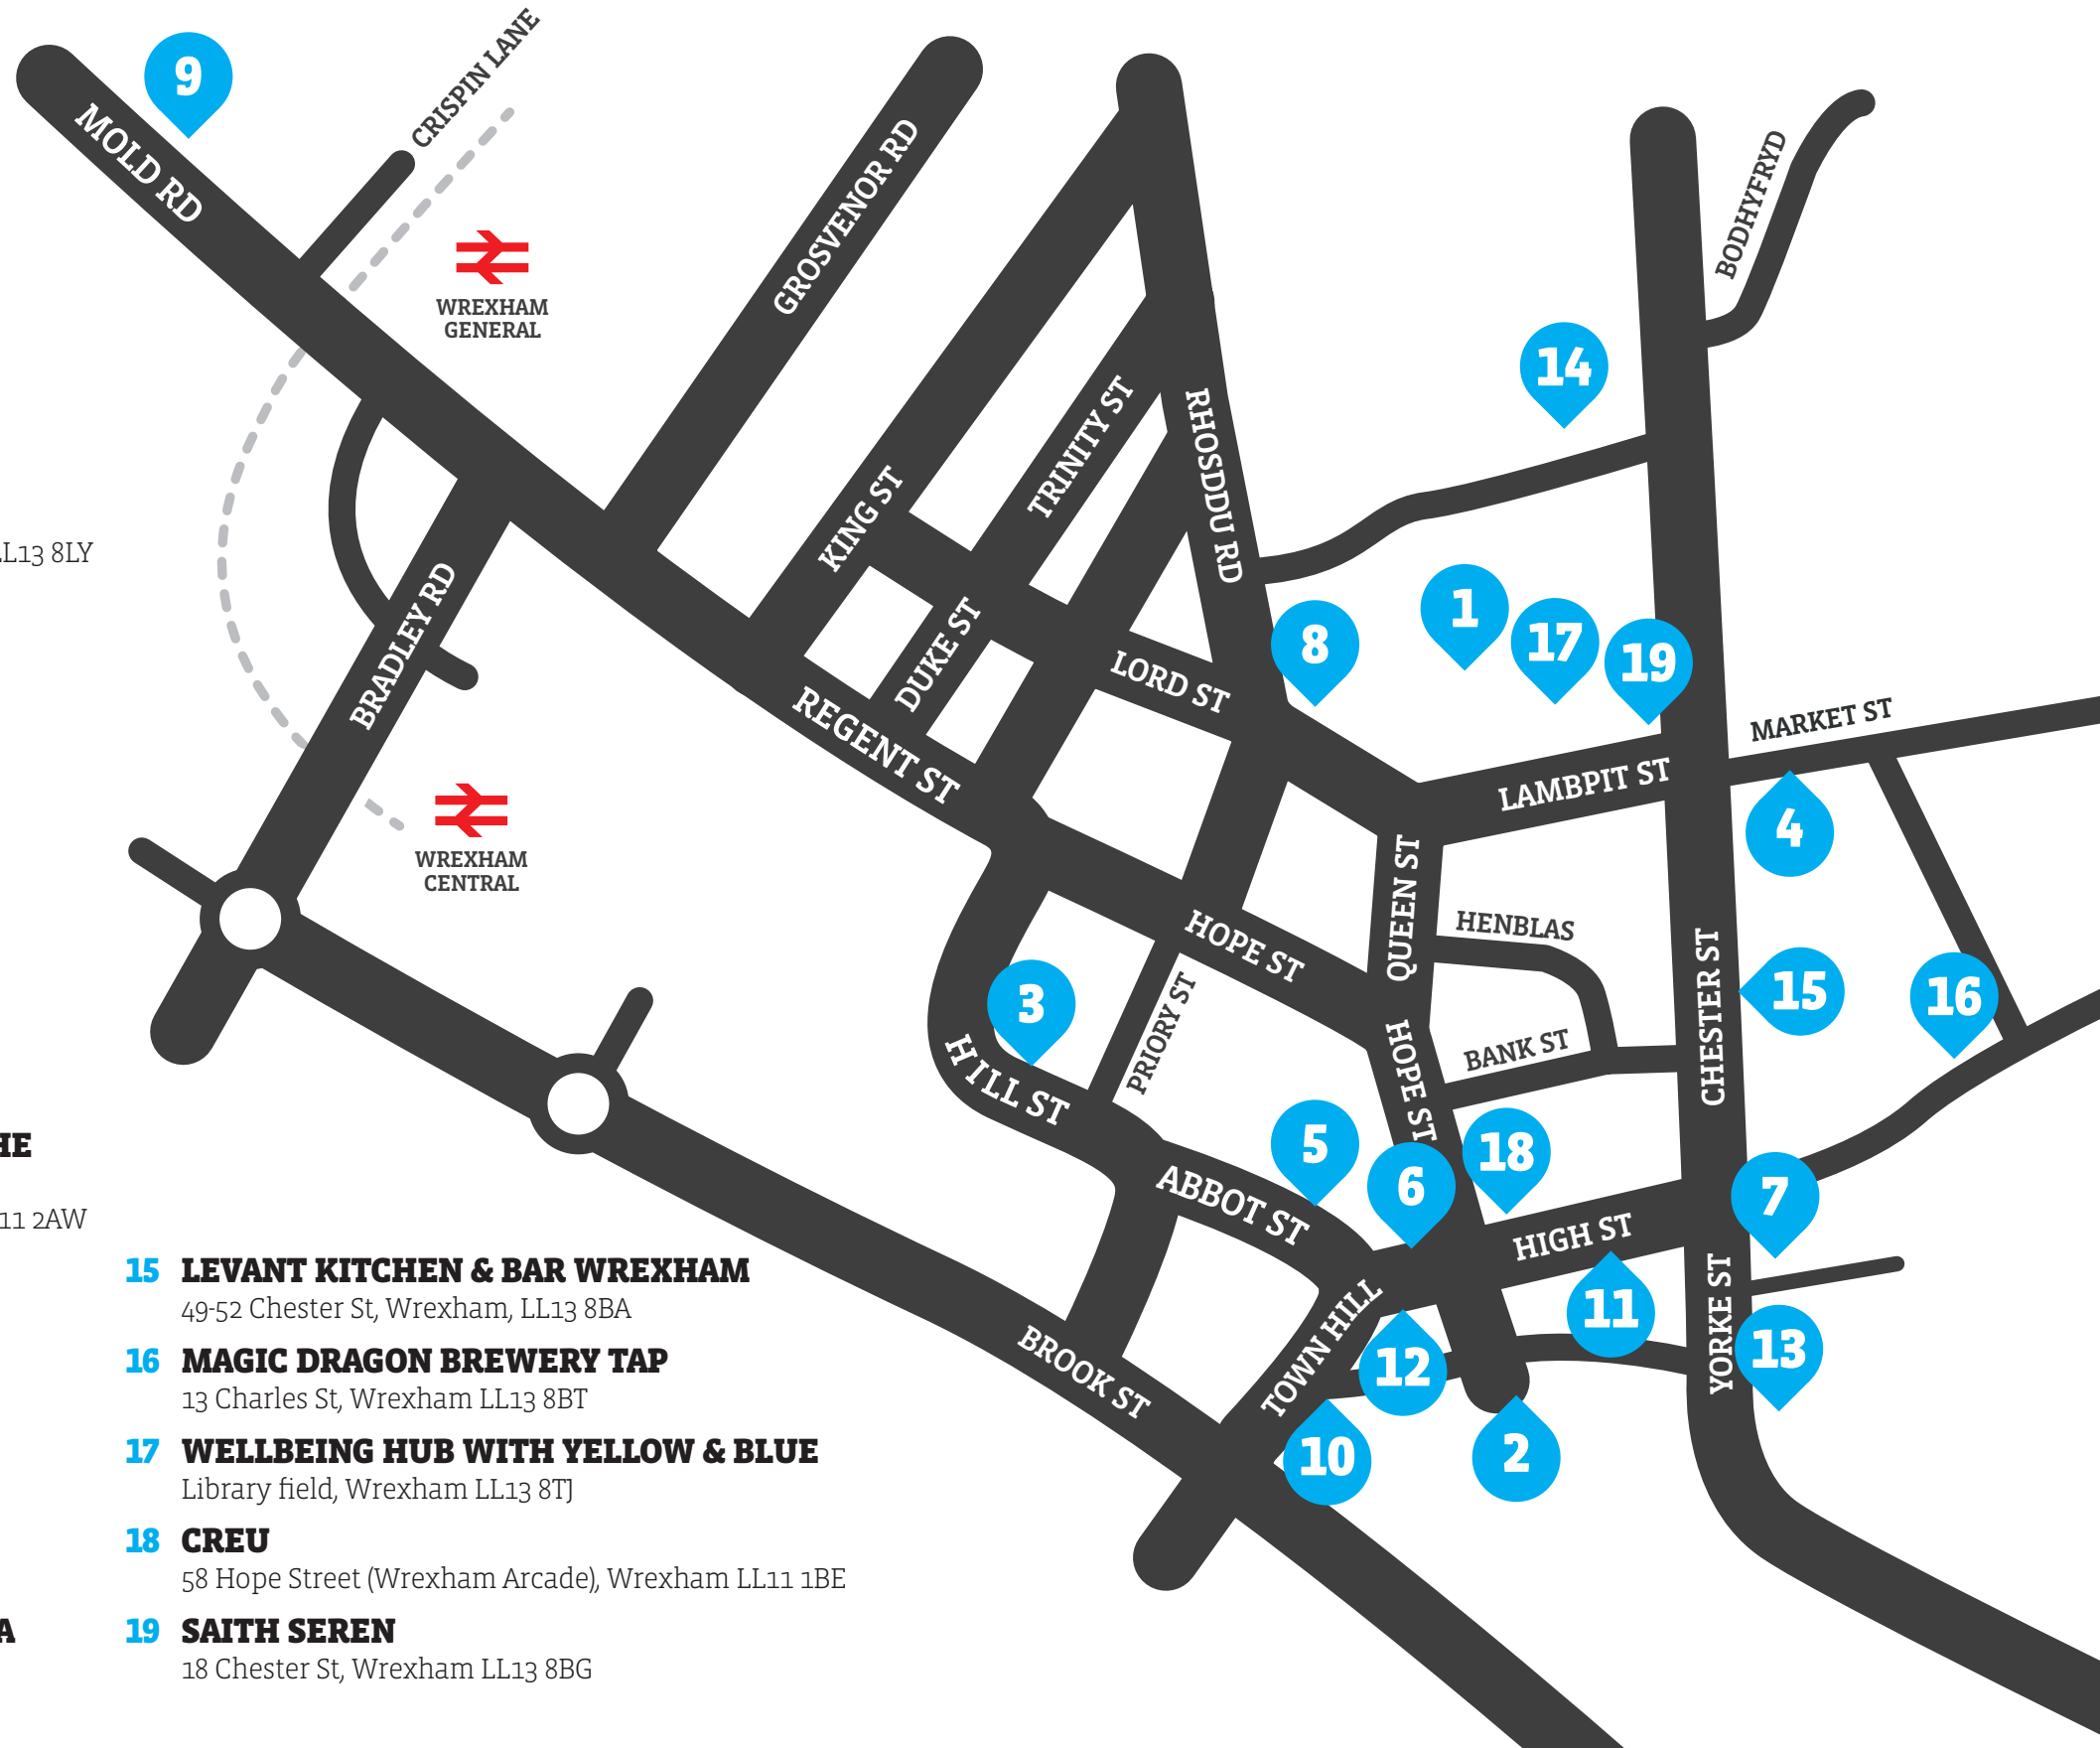 9
CRISPIN LANE
MOLD RD
GROSVENOR RD
BODHYFRYD
WREXHAM
GENERAL
14
TRINITY ST
RHOSDDU RD
KING ST
LL13 8LY
BRADLEY RD
DUKE ST
LORD ST
8
1
17
19
MARKET ST
REGENT ST
LAMBPIT ST
4
WREXHAM
CENTRAL
QUEEN ST
HENBLAS
HOPE ST
CHESTER ST
15
16
3
PRIORY ST
HILL ST
HOPE ST
BANK ST
5
6
18
7
HE
11 2AW
ABBOT ST
HIGH ST
11
YORKE ST
13
TOWN HILL
12
BROOK ST
10
2
15 LEVANT KITCHEN & BAR WREXHAM
49-52 Chester St, Wrexham, LL13 8BA
16 MAGIC DRAGON BREWERY TAP
13 Charles St, Wrexham LL13 8BT
17 WELLBEING HUB WITH YELLOW & BLUE
Library field, Wrexham LL13 8TJ
18 CREU
58 Hope Street (Wrexham Arcade), Wrexham LL11 1BE
A
19 SAITH SEREN
18 Chester St, Wrexham LL13 8BG